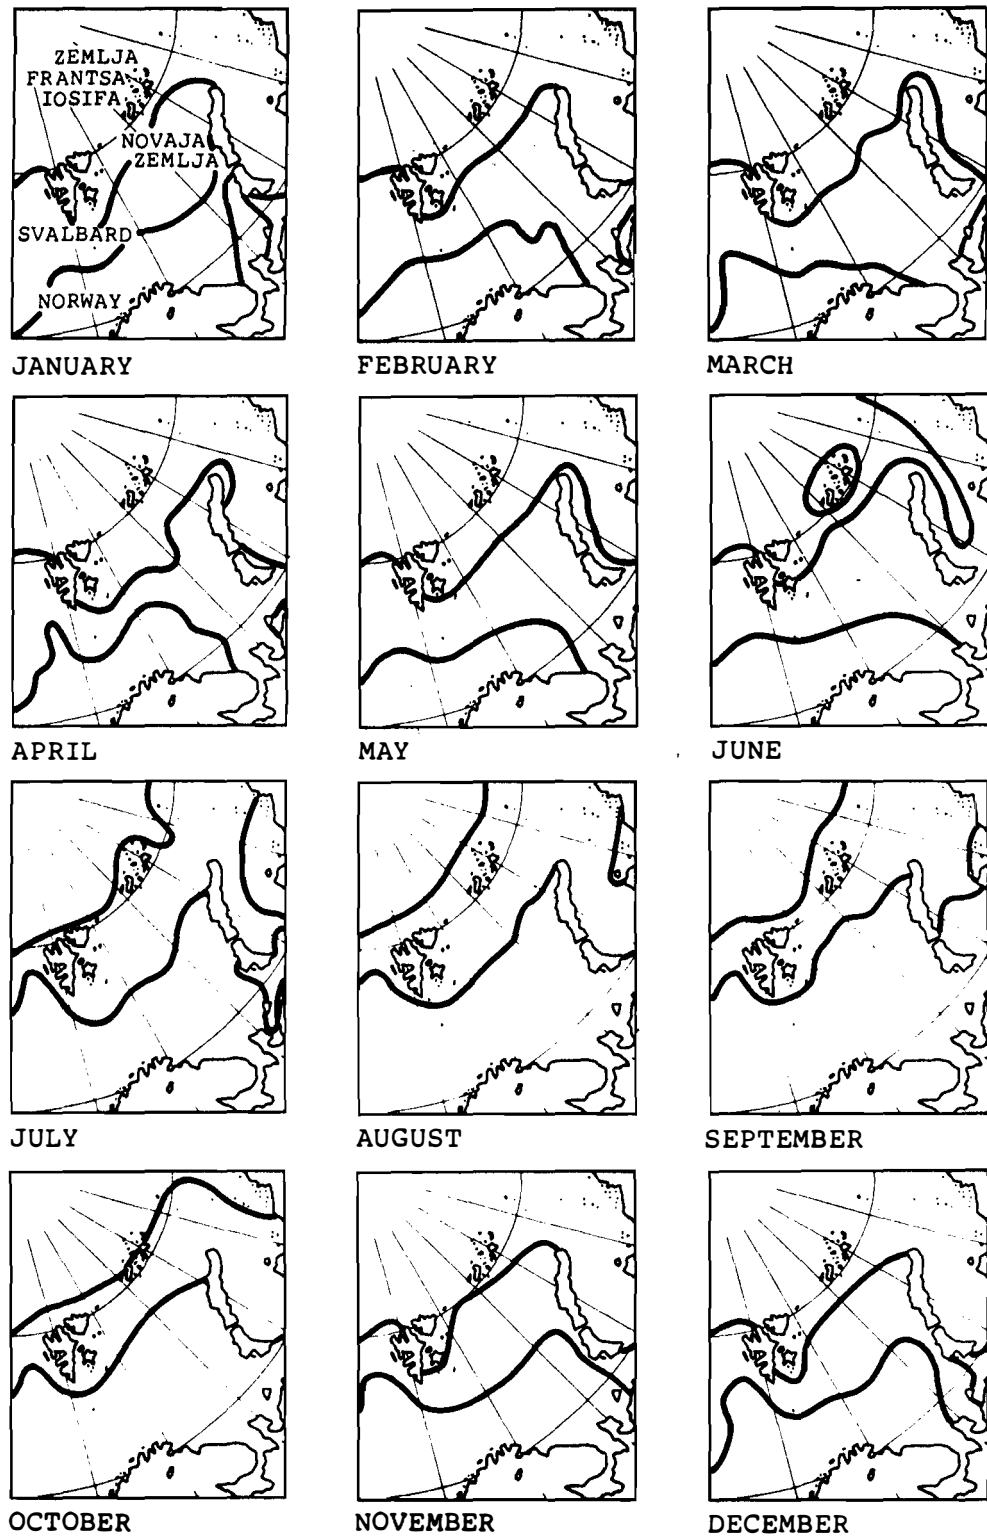 ZEMLJA
FRANTSA
IOSIFA
NOVAJA
ZEMLJA
SVALBARD
NORWAY
JANUARY
FEBRUARY
MARCH
APRIL
MAY
JUNE
JULY
AUGUST
SEPTEMBER
OCTOBER
NOVEMBER
DECEMBER